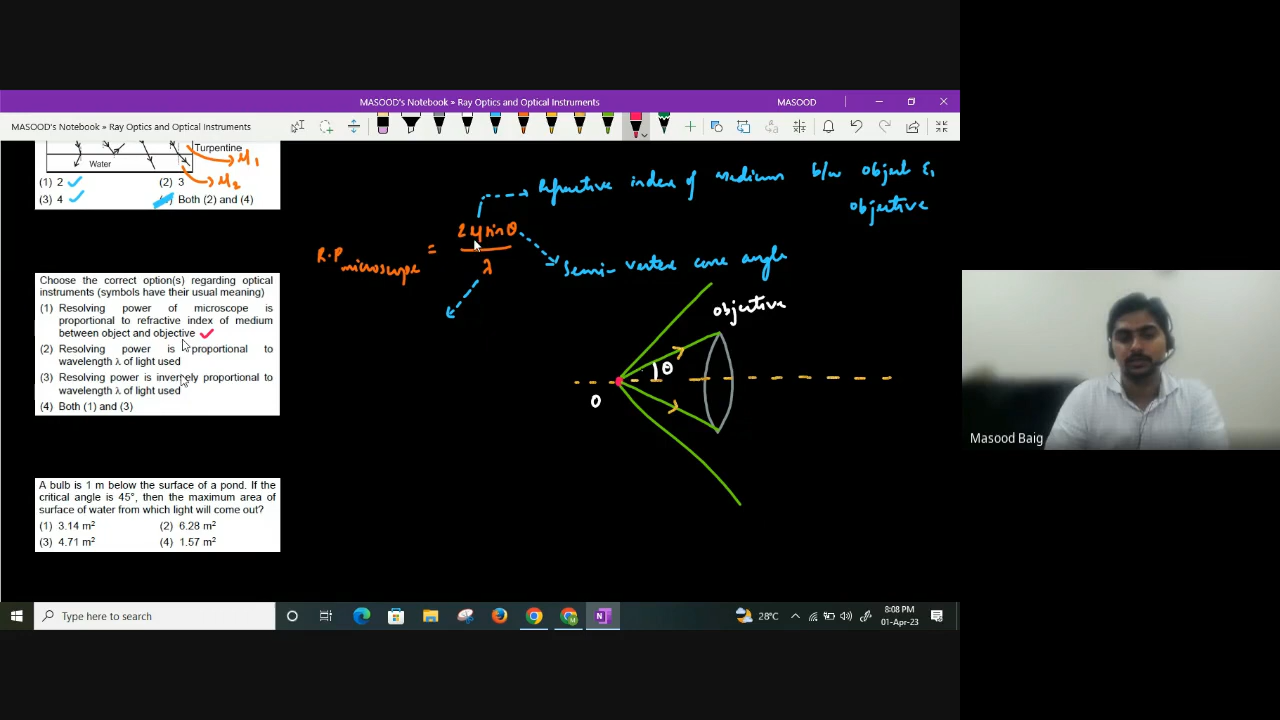 MASOOD's Notebook » Ray Optics and Optical Instruments
MASOOD
MASOOD's Notebook » Ray Optics and Optical Instruments
Turpentine
Water
μ1
μ2
(1) 2
(2) 3
(3) 4
Both (2) and (4)
Refractive index of medium b/w object &
objective
R.P microscope = 2μ sinθ / λ
Semi-vertex cone angle
objective
θ
O
Choose the correct option(s) regarding optical
instruments (symbols have their usual meaning)
(1) Resolving power of microscope is
proportional to refractive index of medium
between object and objective
(2) Resolving power is proportional to
wavelength λ of light used
(3) Resolving power is inversely proportional to
wavelength λ of light used
(4) Both (1) and (3)
A bulb is 1 m below the surface of a pond. If the
critical angle is 45°, then the maximum area of
surface of water from which light will come out?
(1) 3.14 m²
(2) 6.28 m²
(3) 4.71 m²
(4) 1.57 m²
Masood Baig
Type here to search
28°C
8:08 PM
01-Apr-23